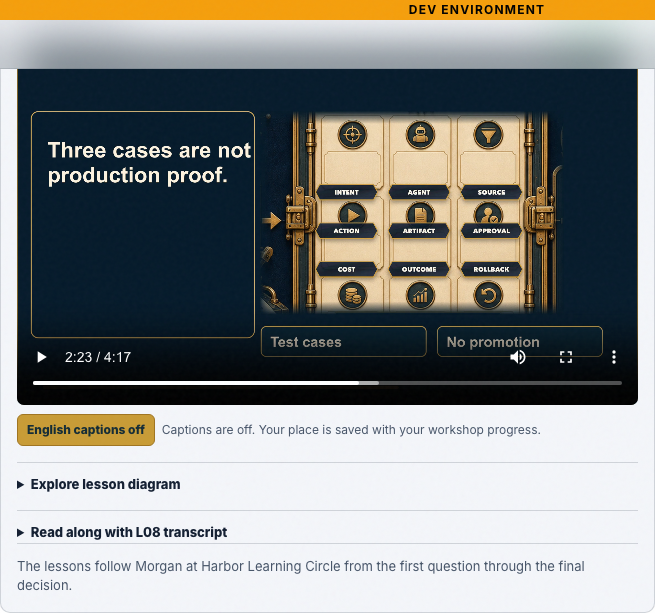 DEV ENVIRONMENT
Three cases are not
production proof.
INTENT
AGENT
SOURCE
ACTION
ARTIFACT
APPROVAL
COST
OUTCOME
ROLLBACK
Test cases
No promotion
2:23 / 4:17
English captions off
Captions are off. Your place is saved with your workshop progress.
Explore lesson diagram
Read along with L08 transcript
The lessons follow Morgan at Harbor Learning Circle from the first question through the final
decision.